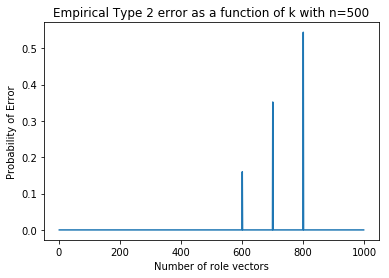 Empirical Type 2 error as a function of k with n=500
Probability of Error
0.5
0.4
0.3
0.2
0.1
0.0
0 200 400 600 800 1000
Number of role vectors